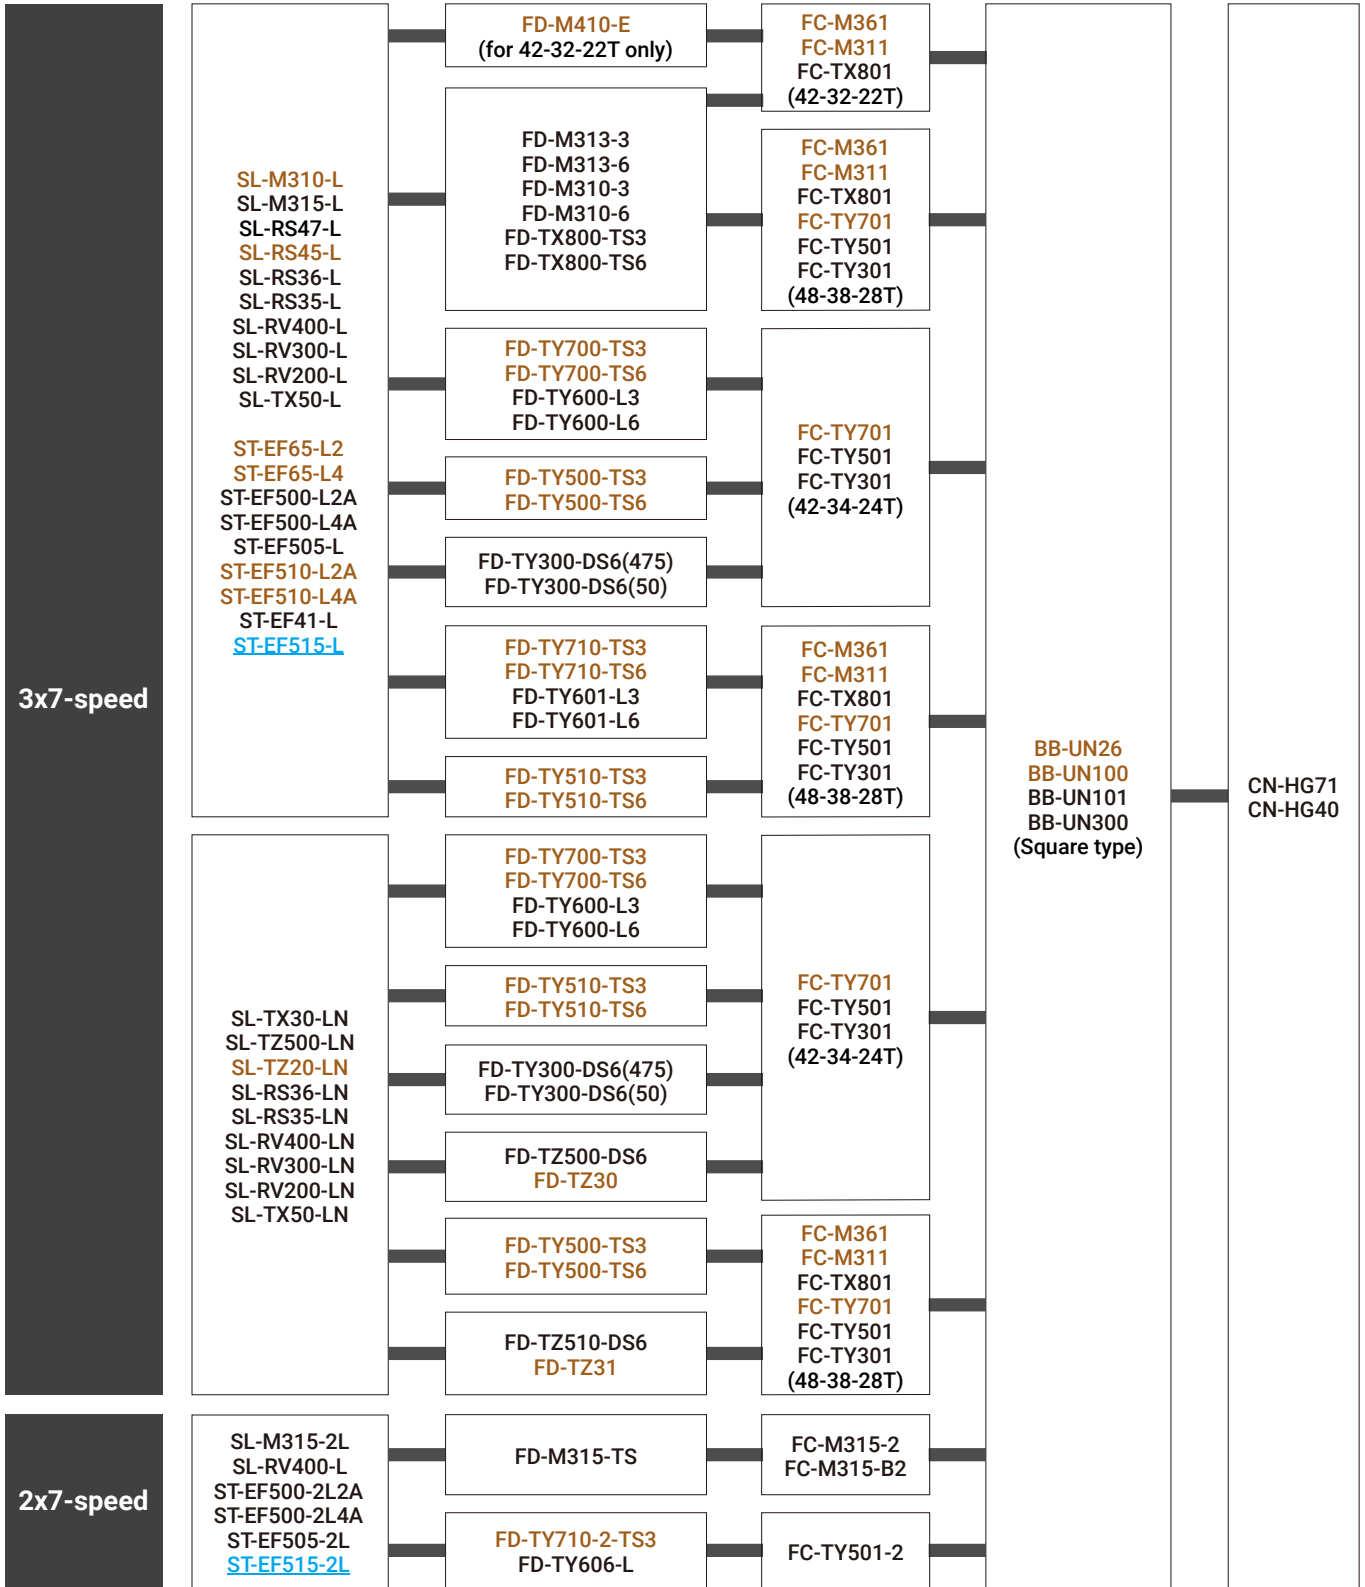 3x7-speed
SL-M310-L
SL-M315-L
SL-RS47-L
SL-RS45-L
SL-RS36-L
SL-RS35-L
SL-RV400-L
SL-RV300-L
SL-RV200-L
SL-TX50-L
ST-EF65-L2
ST-EF65-L4
ST-EF500-L2A
ST-EF500-L4A
ST-EF505-L
ST-EF510-L2A
ST-EF510-L4A
ST-EF41-L
ST-EF515-L
FD-M410-E
(for 42-32-22T only)
FC-M361
FC-M311
FC-TX801
(42-32-22T)
FD-M313-3
FD-M313-6
FD-M310-3
FD-M310-6
FD-TX800-TS3
FD-TX800-TS6
FC-M361
FC-M311
FC-TX801
FC-TY701
FC-TY501
FC-TY301
(48-38-28T)
FD-TY700-TS3
FD-TY700-TS6
FD-TY600-L3
FD-TY600-L6
FD-TY500-TS3
FD-TY500-TS6
FD-TY300-DS6(475)
FD-TY300-DS6(50)
FC-TY701
FC-TY501
FC-TY301
(42-34-24T)
FD-TY710-TS3
FD-TY710-TS6
FD-TY601-L3
FD-TY601-L6
FD-TY510-TS3
FD-TY510-TS6
FC-M361
FC-M311
FC-TX801
FC-TY701
FC-TY501
FC-TY301
(48-38-28T)
BB-UN26
BB-UN100
BB-UN101
BB-UN300
(Square type)
CN-HG71
CN-HG40
SL-TX30-LN
SL-TZ500-LN
SL-TZ20-LN
SL-RS36-LN
SL-RS35-LN
SL-RV400-LN
SL-RV300-LN
SL-RV200-LN
SL-TX50-LN
FD-TY700-TS3
FD-TY700-TS6
FD-TY600-L3
FD-TY600-L6
FD-TY510-TS3
FD-TY510-TS6
FD-TY300-DS6(475)
FD-TY300-DS6(50)
FD-TZ500-DS6
FD-TZ30
FC-TY701
FC-TY501
FC-TY301
(42-34-24T)
FD-TY500-TS3
FD-TY500-TS6
FD-TZ510-DS6
FD-TZ31
FC-M361
FC-M311
FC-TX801
FC-TY701
FC-TY501
FC-TY301
(48-38-28T)
2x7-speed
SL-M315-2L
SL-RV400-L
ST-EF500-2L2A
ST-EF500-2L4A
ST-EF505-2L
ST-EF515-2L
FD-M315-TS
FC-M315-2
FC-M315-B2
FD-TY710-2-TS3
FD-TY606-L
FC-TY501-2